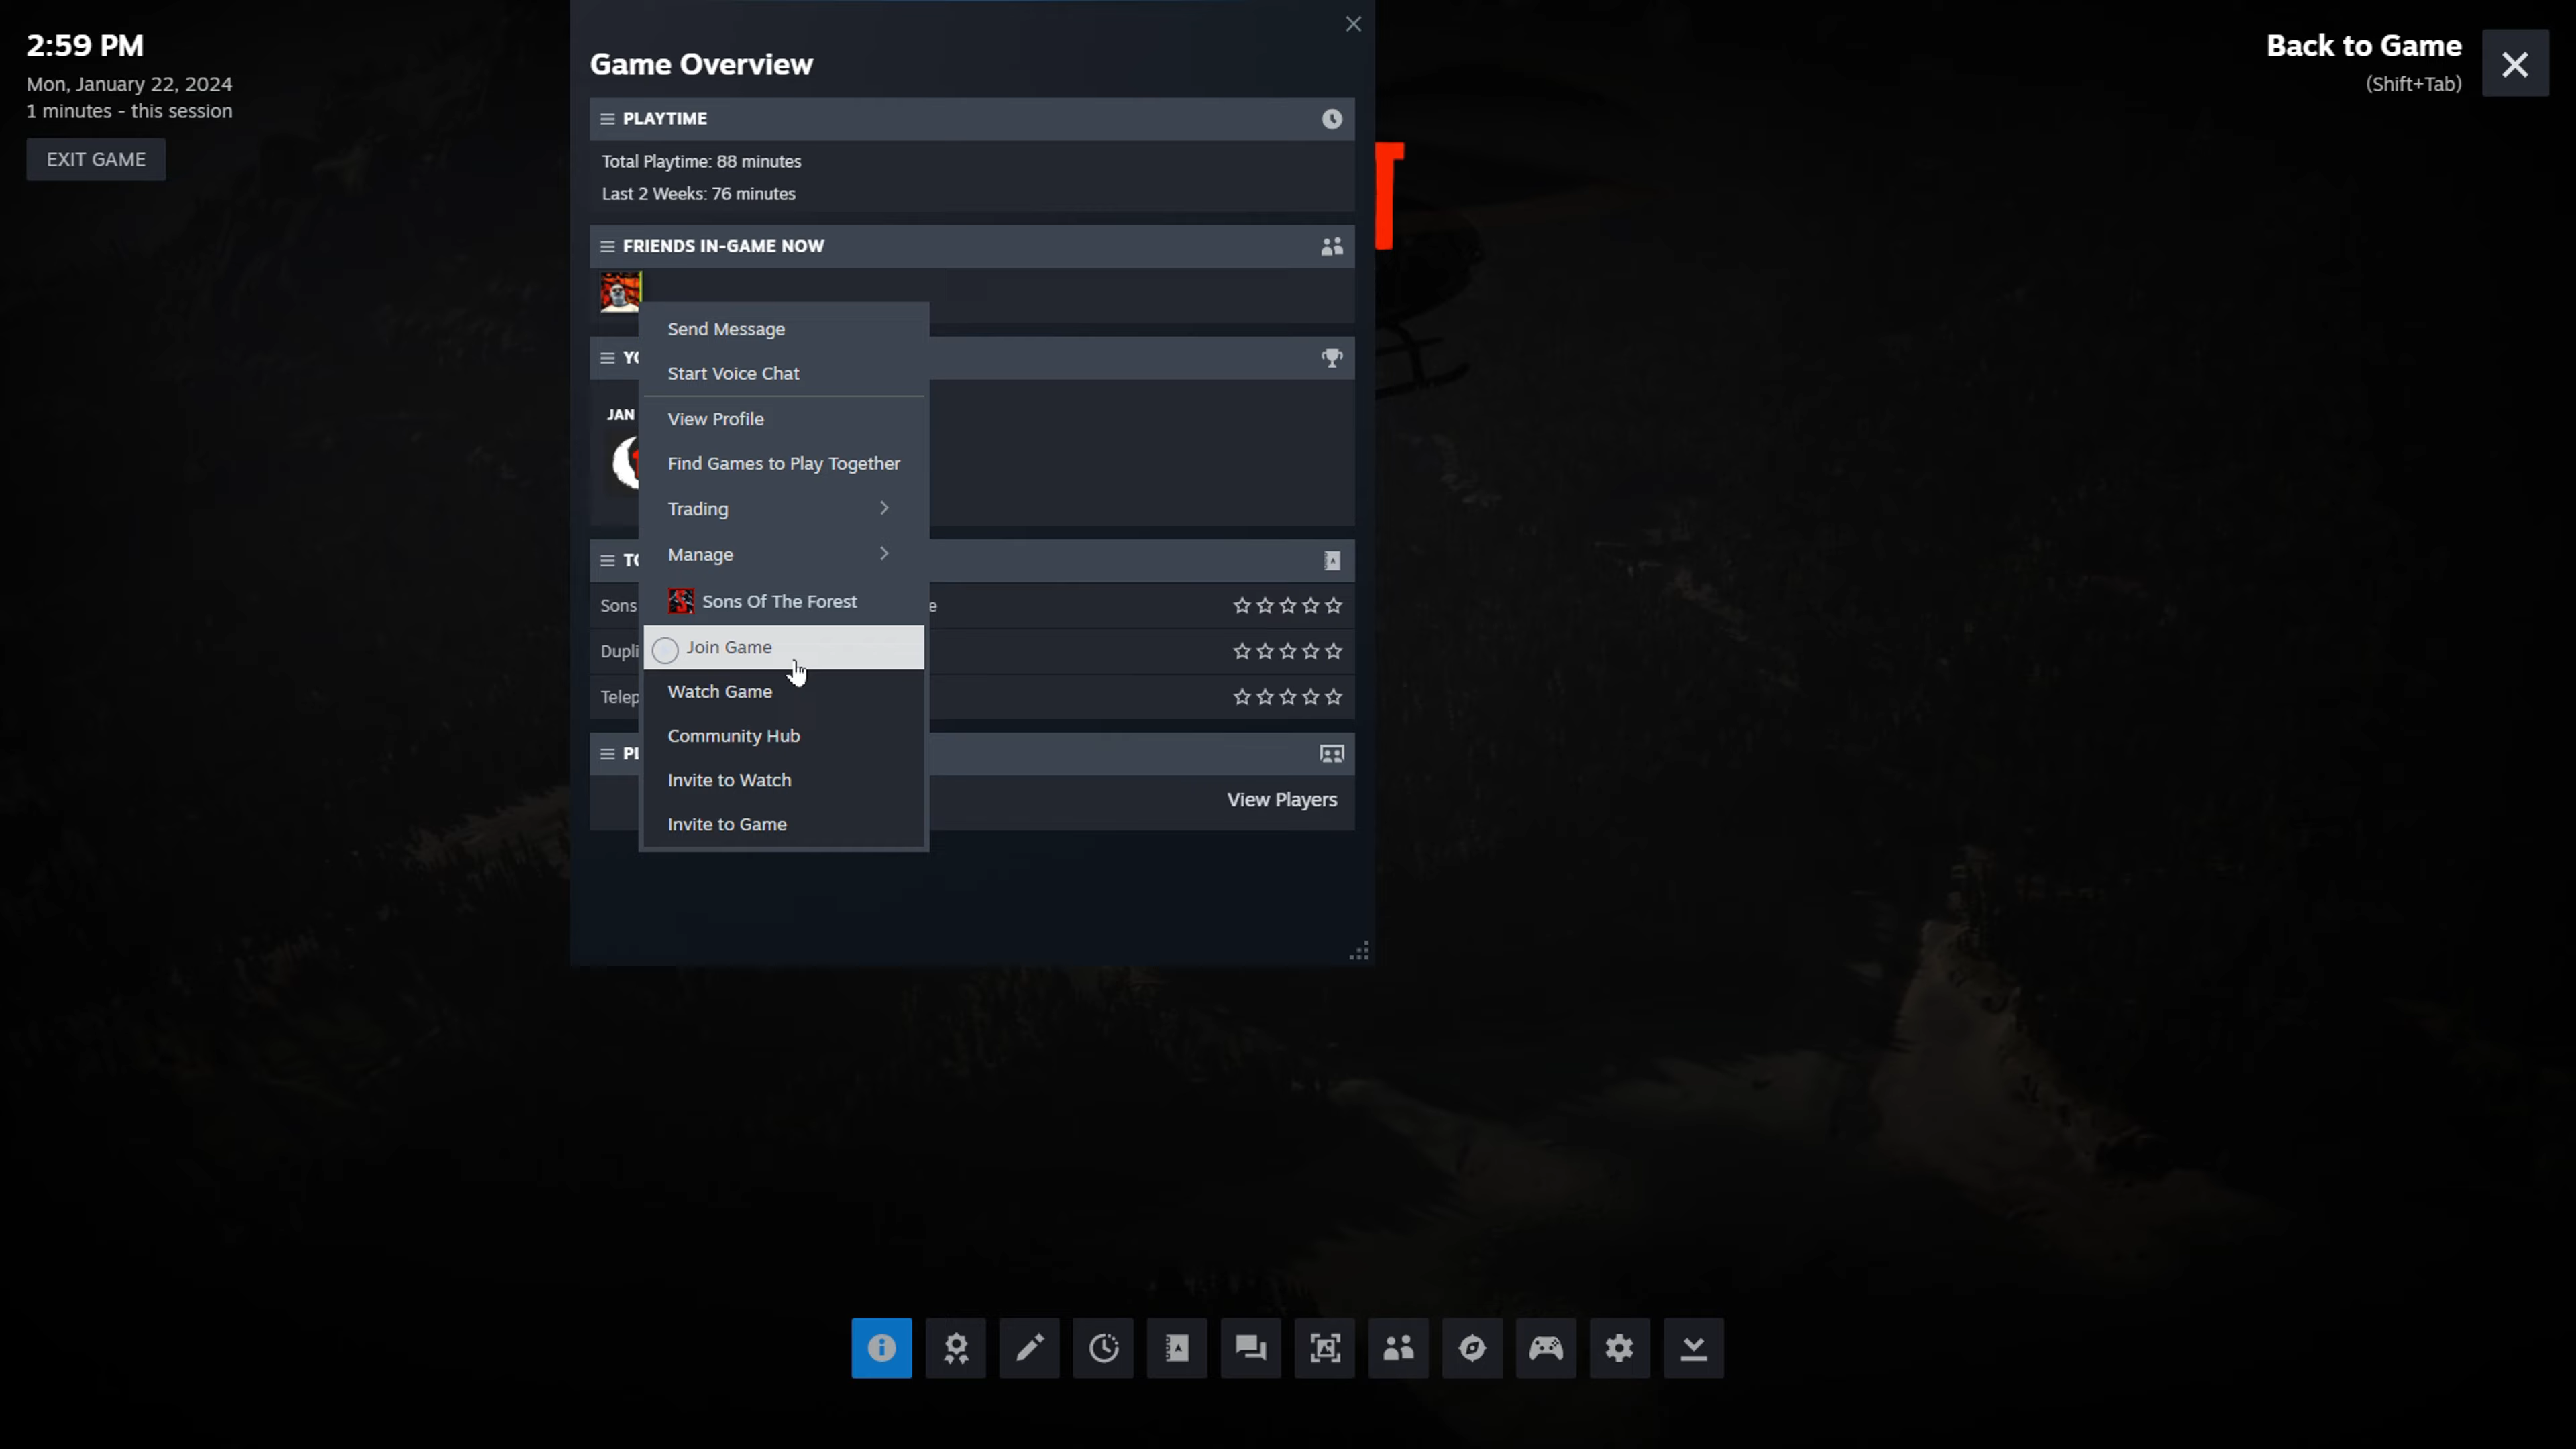 2:59 PM
Mon, January 22, 2024
1 minutes - this session
EXIT GAME
Back to Game
(Shift+Tab)
Game Overview
PLAYTIME
Total Playtime: 88 minutes
Last 2 Weeks: 76 minutes
FRIENDS IN-GAME NOW
Send Message
Start Voice Chat
View Profile
JAN
Find Games to Play Together
Trading
Manage
Sons Of The Forest
Sons
Join Game
Watch Game
Community Hub
Invite to Watch
View Players
Invite to Game